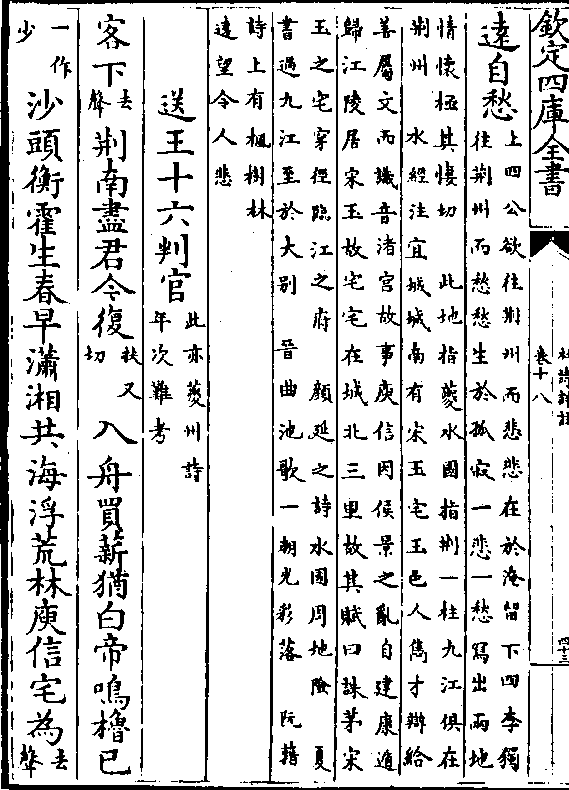 欽定四庫全書
卷十八
四十三
遠自愁上四公欲往荆州而悲悲在於淹留下四李獨
往荆州而愁愁生於孤寂一悲一愁寫出兩地
情懷極其悽切 此地指夔水國指荆一柱九江俱在
荆州 水經注宜城城南有宋玉宅玉邑人雋才辯給
善屬文而識音渚宫故事庾信因侯景之亂自建康遁
歸江陵居宋玉故宅宅在城北三里故其賦曰誅茅宋
玉之宅穿徑臨江之府 顔延之詩水國周地險 夏
書過九江至於大别 晉曲池歌一朝光彩落 阮籍
詩上有楓樹林
遠望令人悲
送王十六判官此亦夔州詩
年次難考
客下去聲荆南盡君今復扶又切入舟買薪猶白帝鳴櫓已
一作少沙頭衡霍生春早瀟湘共海浮荒林庾信宅為去聲